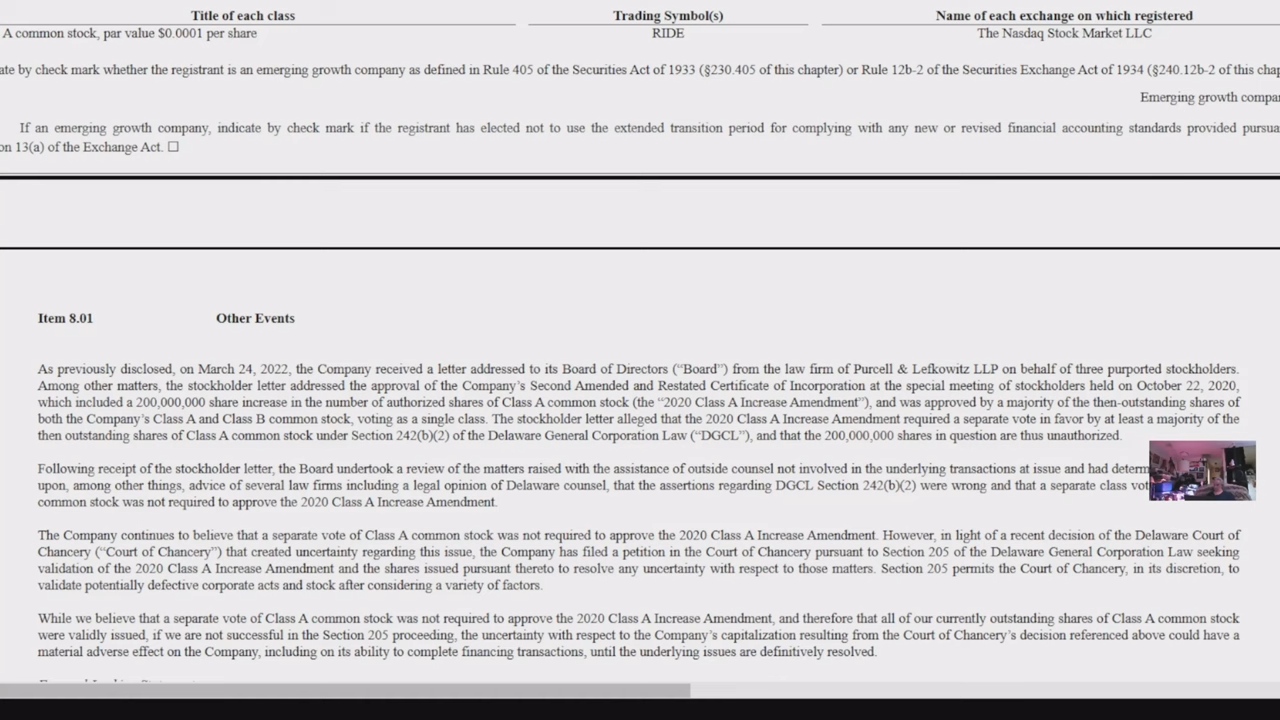 Title of each class Trading Symbol(s) Name of each exchange on which registered
A common stock, par value $0.0001 per share RIDE The Nasdaq Stock Market LLC
ate by check mark whether the registrant is an emerging growth company as defined in Rule 405 of the Securities Act of 1933 (§230.405 of this chapter) or Rule 12b-2 of the Securities Exchange Act of 1934 (§240.12b-2 of this chap
Emerging growth compan
If an emerging growth company, indicate by check mark if the registrant has elected not to use the extended transition period for complying with any new or revised financial accounting standards provided pursua
on 13(a) of the Exchange Act. ☐
Item 8.01 Other Events
As previously disclosed, on March 24, 2022, the Company received a letter addressed to its Board of Directors (“Board”) from the law firm of Purcell & Lefkowitz LLP on behalf of three purported stockholders.
Among other matters, the stockholder letter addressed the approval of the Company’s Second Amended and Restated Certificate of Incorporation at the special meeting of stockholders held on October 22, 2020,
which included a 200,000,000 share increase in the number of authorized shares of Class A common stock (the “2020 Class A Increase Amendment”), and was approved by a majority of the then-outstanding shares of
both the Company’s Class A and Class B common stock, voting as a single class. The stockholder letter alleged that the 2020 Class A Increase Amendment required a separate vote in favor by at least a majority of the
then outstanding shares of Class A common stock under Section 242(b)(2) of the Delaware General Corporation Law (“DGCL”), and that the 200,000,000 shares in question are thus unauthorized.
Following receipt of the stockholder letter, the Board undertook a review of the matters raised with the assistance of outside counsel not involved in the underlying transactions at issue and had determ
upon, among other things, advice of several law firms including a legal opinion of Delaware counsel, that the assertions regarding DGCL Section 242(b)(2) were wrong and that a separate class vot
common stock was not required to approve the 2020 Class A Increase Amendment.
The Company continues to believe that a separate vote of Class A common stock was not required to approve the 2020 Class A Increase Amendment. However, in light of a recent decision of the Delaware Court of
Chancery (“Court of Chancery”) that created uncertainty regarding this issue, the Company has filed a petition in the Court of Chancery pursuant to Section 205 of the Delaware General Corporation Law seeking
validation of the 2020 Class A Increase Amendment and the shares issued pursuant thereto to resolve any uncertainty with respect to those matters. Section 205 permits the Court of Chancery, in its discretion, to
validate potentially defective corporate acts and stock after considering a variety of factors.
While we believe that a separate vote of Class A common stock was not required to approve the 2020 Class A Increase Amendment, and therefore that all of our currently outstanding shares of Class A common stock
were validly issued, if we are not successful in the Section 205 proceeding, the uncertainty with respect to the Company’s capitalization resulting from the Court of Chancery’s decision referenced above could have a
material adverse effect on the Company, including on its ability to complete financing transactions, until the underlying issues are definitively resolved.